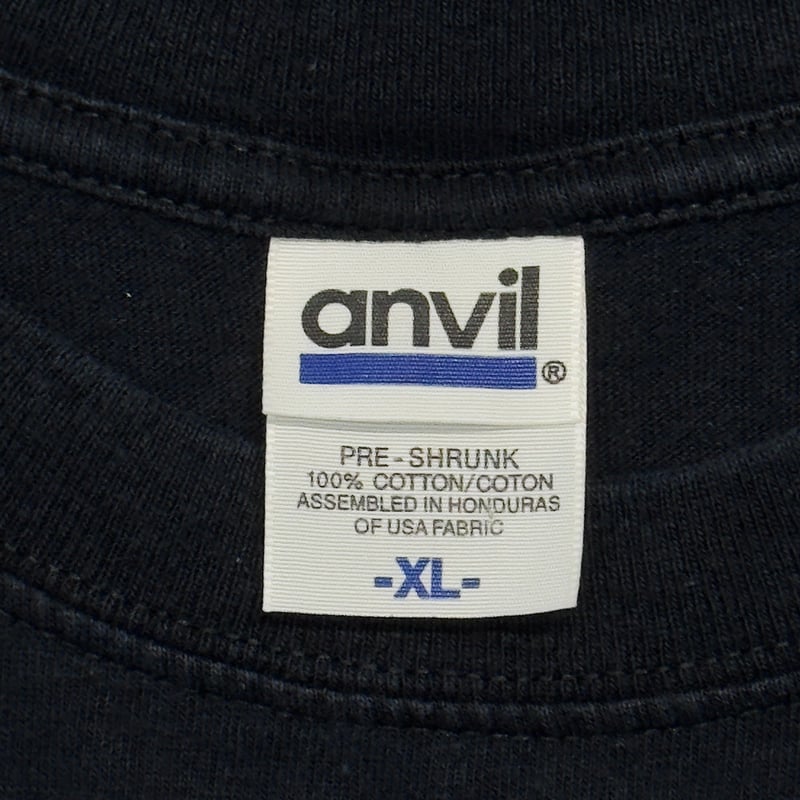 anvil
®
PRE-SHRUNK
100% COTTON/COTON
ASSEMBLED IN HONDURAS
OF USA FABRIC
-XL-